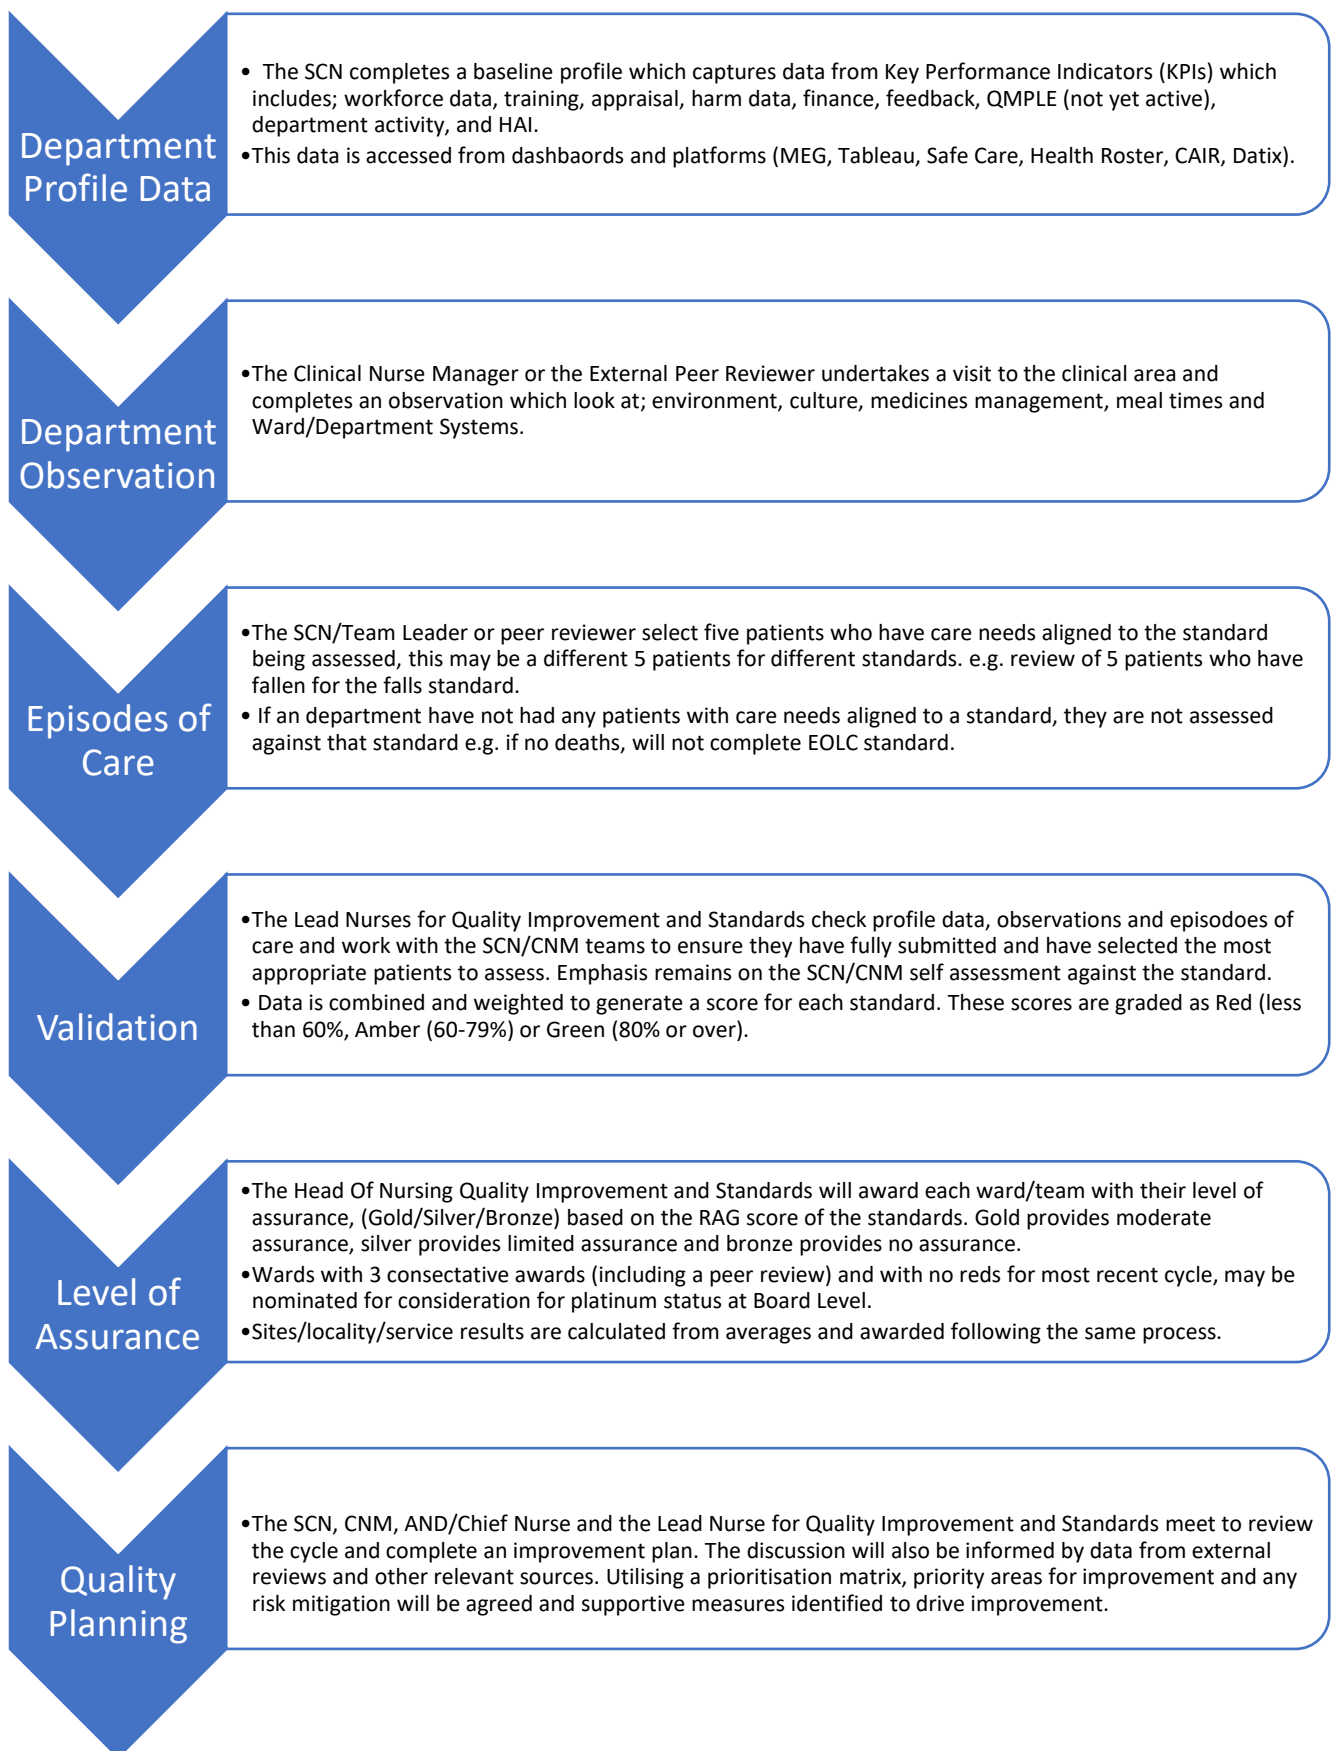 Department
Profile Data
• The SCN completes a baseline profile which captures data from Key Performance Indicators (KPIs) which
includes; workforce data, training, appraisal, harm data, finance, feedback, QMPLE (not yet active),
department activity, and HAI.
•This data is accessed from dashbaords and platforms (MEG, Tableau, Safe Care, Health Roster, CAIR, Datix).
Department
Observation
•The Clinical Nurse Manager or the External Peer Reviewer undertakes a visit to the clinical area and
completes an observation which look at; environment, culture, medicines management, meal times and
Ward/Department Systems.
Episodes of
Care
•The SCN/Team Leader or peer reviewer select five patients who have care needs aligned to the standard
being assessed, this may be a different 5 patients for different standards. e.g. review of 5 patients who have
fallen for the falls standard.
• If an department have not had any patients with care needs aligned to a standard, they are not assessed
against that standard e.g. if no deaths, will not complete EOLC standard.
Validation
•The Lead Nurses for Quality Improvement and Standards check profile data, observations and episodoes of
care and work with the SCN/CNM teams to ensure they have fully submitted and have selected the most
appropriate patients to assess. Emphasis remains on the SCN/CNM self assessment against the standard.
• Data is combined and weighted to generate a score for each standard. These scores are graded as Red (less
than 60%, Amber (60-79%) or Green (80% or over).
Level of
Assurance
•The Head Of Nursing Quality Improvement and Standards will award each ward/team with their level of
assurance, (Gold/Silver/Bronze) based on the RAG score of the standards. Gold provides moderate
assurance, silver provides limited assurance and bronze provides no assurance.
•Wards with 3 consectative awards (including a peer review) and with no reds for most recent cycle, may be
nominated for consideration for platinum status at Board Level.
•Sites/locality/service results are calculated from averages and awarded following the same process.
Quality
Planning
•The SCN, CNM, AND/Chief Nurse and the Lead Nurse for Quality Improvement and Standards meet to review
the cycle and complete an improvement plan. The discussion will also be informed by data from external
reviews and other relevant sources. Utilising a prioritisation matrix, priority areas for improvement and any
risk mitigation will be agreed and supportive measures identified to drive improvement.